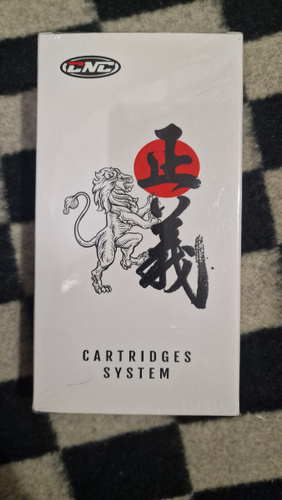 CNC
正
義
CARTRIDGES
SYSTEM